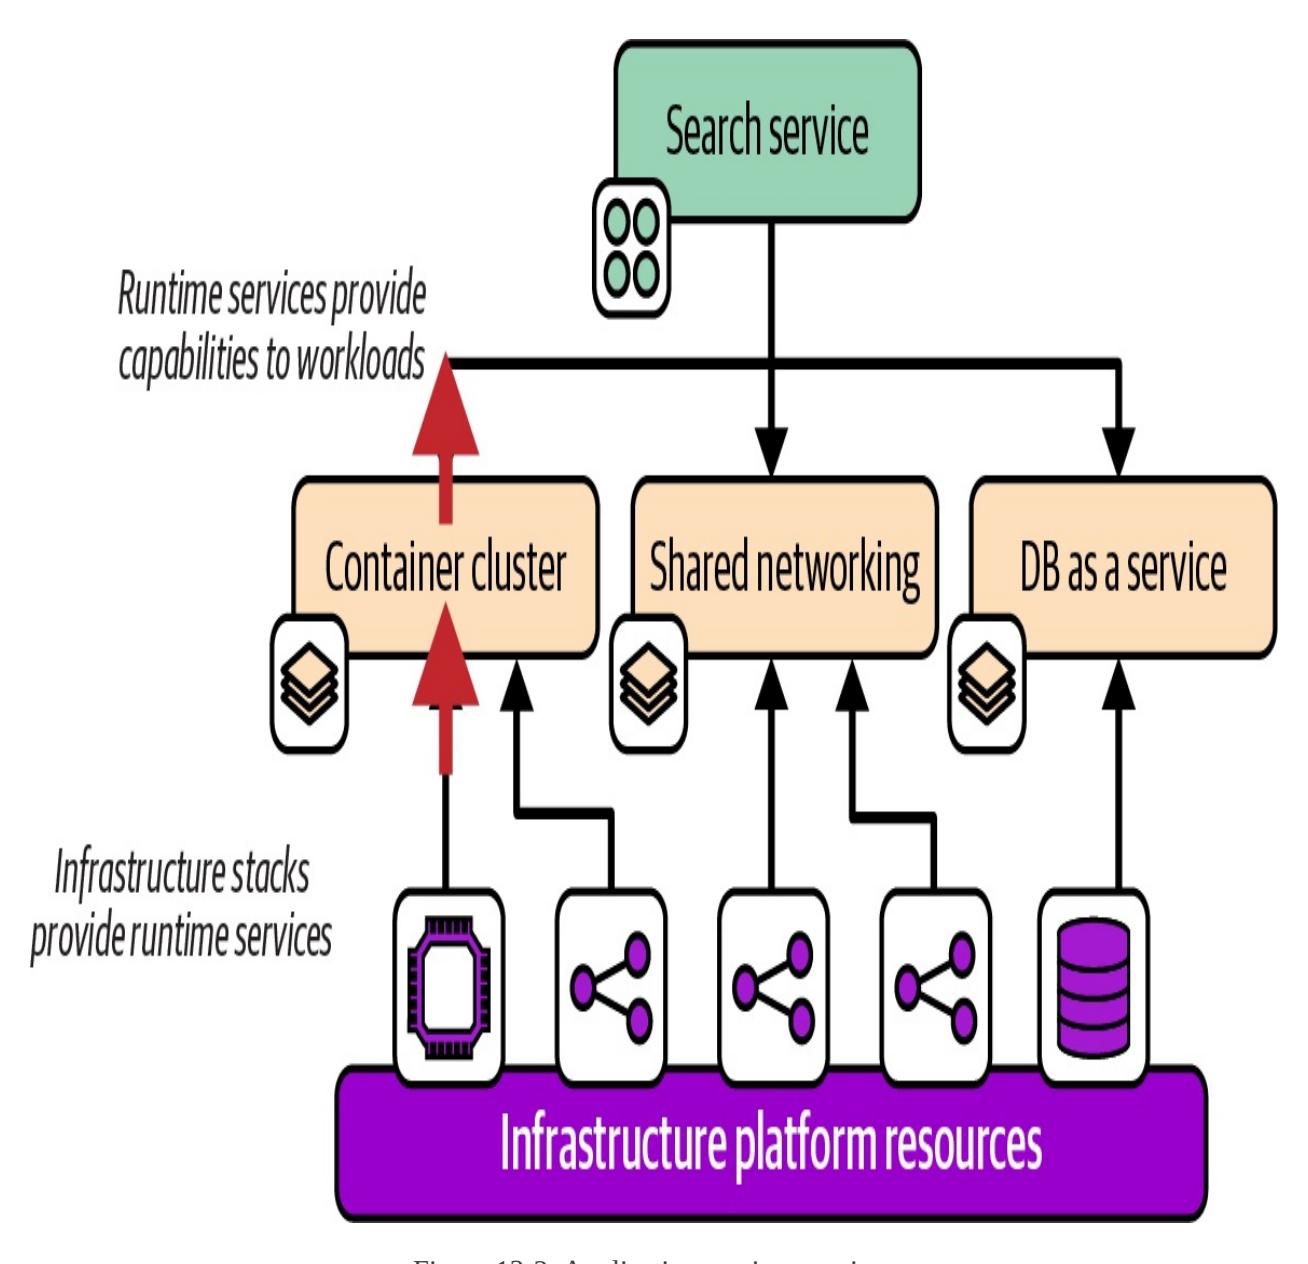 Search service
Runtime services provide
capabilities to workloads
Container cluster
Shared networking
DB as a service
Infrastructure stacks
provide runtime services
Infrastructure platform resources